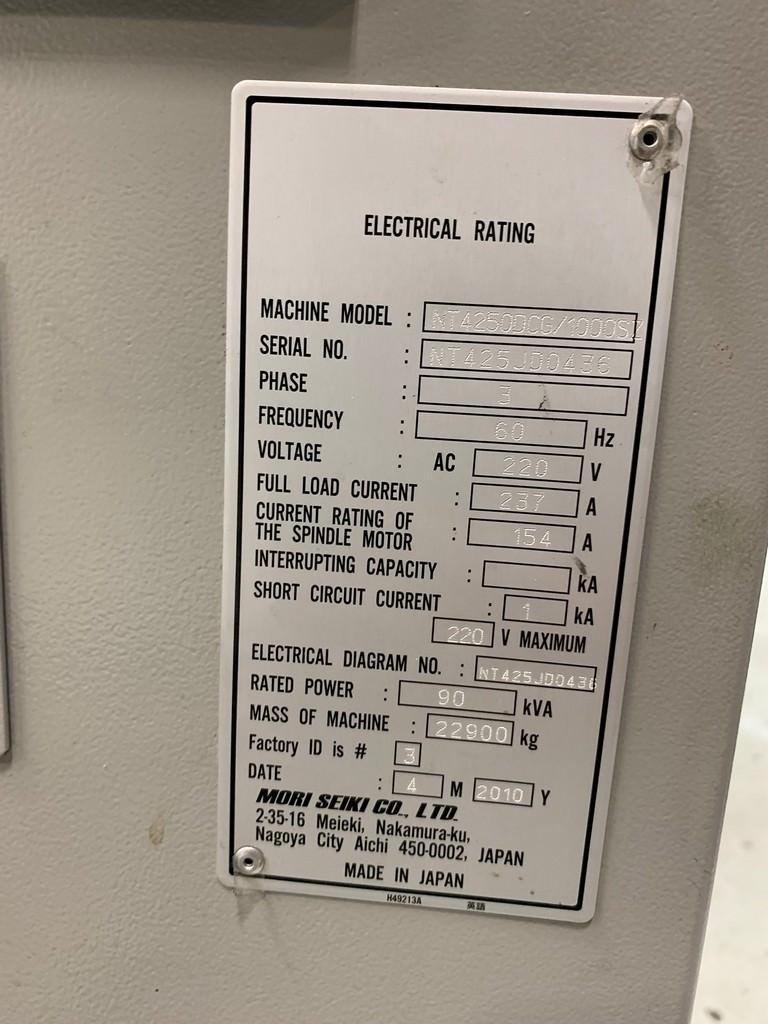 ELECTRICAL RATING
MACHINE MODEL : NT4250DCG/1000SZ
SERIAL NO. : NT425JD0436
PHASE : 3
FREQUENCY : 60 Hz
VOLTAGE : AC 220 V
FULL LOAD CURRENT : 237 A
CURRENT RATING OF
THE SPINDLE MOTOR : 154 A
INTERRUPTING CAPACITY : kA
SHORT CIRCUIT CURRENT : 1 kA
220 V MAXIMUM
ELECTRICAL DIAGRAM NO. : NT425JD0436
RATED POWER : 90 kVA
MASS OF MACHINE : 22900 kg
Factory ID is # 3
DATE : 4 M 2010 Y
MORI SEIKI CO., LTD.
2-35-16 Meieki, Nakamura-ku,
Nagoya City Aichi 450-0002, JAPAN
MADE IN JAPAN
H49213A 英語